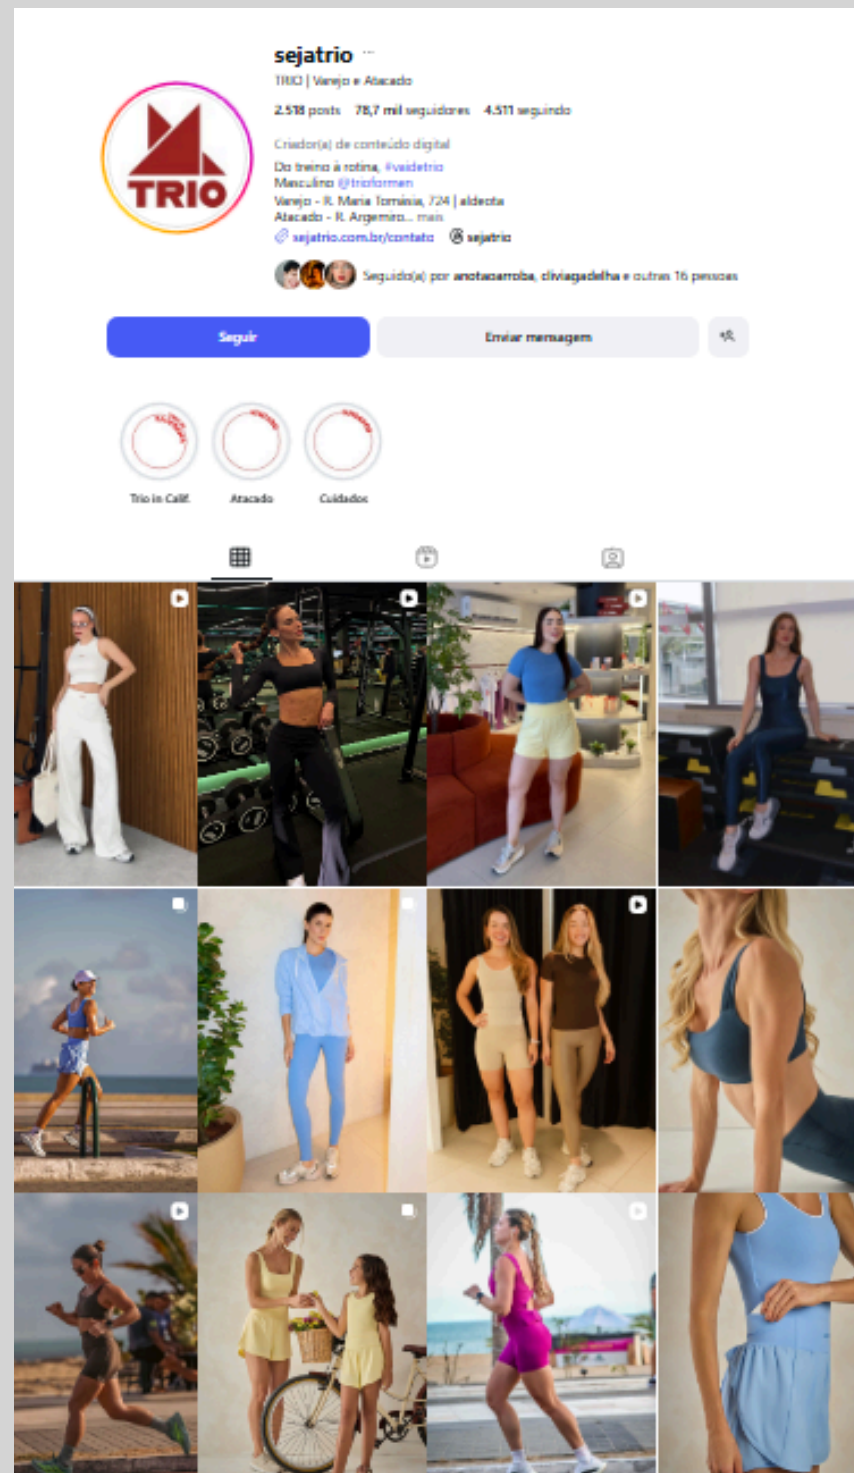 sejatrio ...
TRIO | Varejo e Atacado
2.518 posts 78,7 mil seguidores 4.511 seguindo
Criador(a) de conteúdo digital
Do treino à rotina, #vaidetrio
Masculino @trioformen
Varejo - R. Maria Tomásia, 724 | aldeota
Atacado - R. Argemiro... mais
sejatrio.com.br/contato sejatrio
TRIO
Seguido(a) por anotaoarroba, cliviagadelha e outras 16 pessoas
Seguir
Enviar mensagem
Trio in Calif.
Atacado
Cuidados